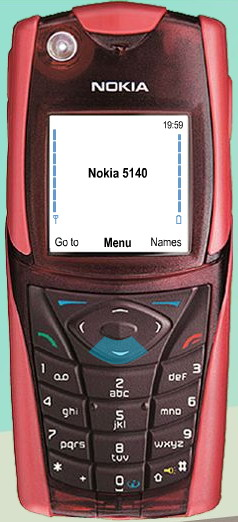 NOKIA
19:59
Nokia 5140
Go to Menu Names
1 oo 2 abc def 3
4 ghi 5 jkl mno 6
7 pqrs 8 tuv wxyz 9
* + 0 #